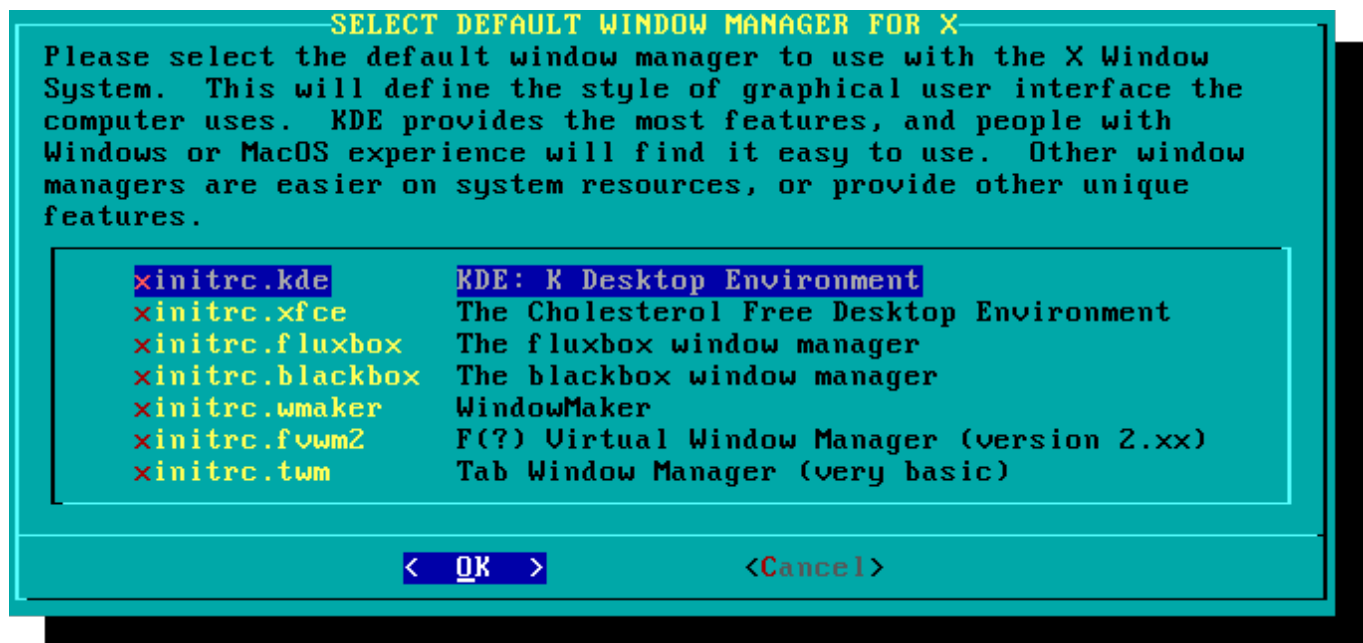 SELECT DEFAULT WINDOW MANAGER FOR X
Please select the default window manager to use with the X Window
System.  This will define the style of graphical user interface the
computer uses.  KDE provides the most features, and people with
Windows or MacOS experience will find it easy to use.  Other window
managers are easier on system resources, or provide other unique
features.
xinitrc.kde KDE: K Desktop Environment
xinitrc.xfce The Cholesterol Free Desktop Environment
xinitrc.fluxbox The fluxbox window manager
xinitrc.blackbox The blackbox window manager
xinitrc.wmaker WindowMaker
xinitrc.fvwm2 F(?) Virtual Window Manager (version 2.xx)
xinitrc.twm Tab Window Manager (very basic)
< OK > <Cancel>